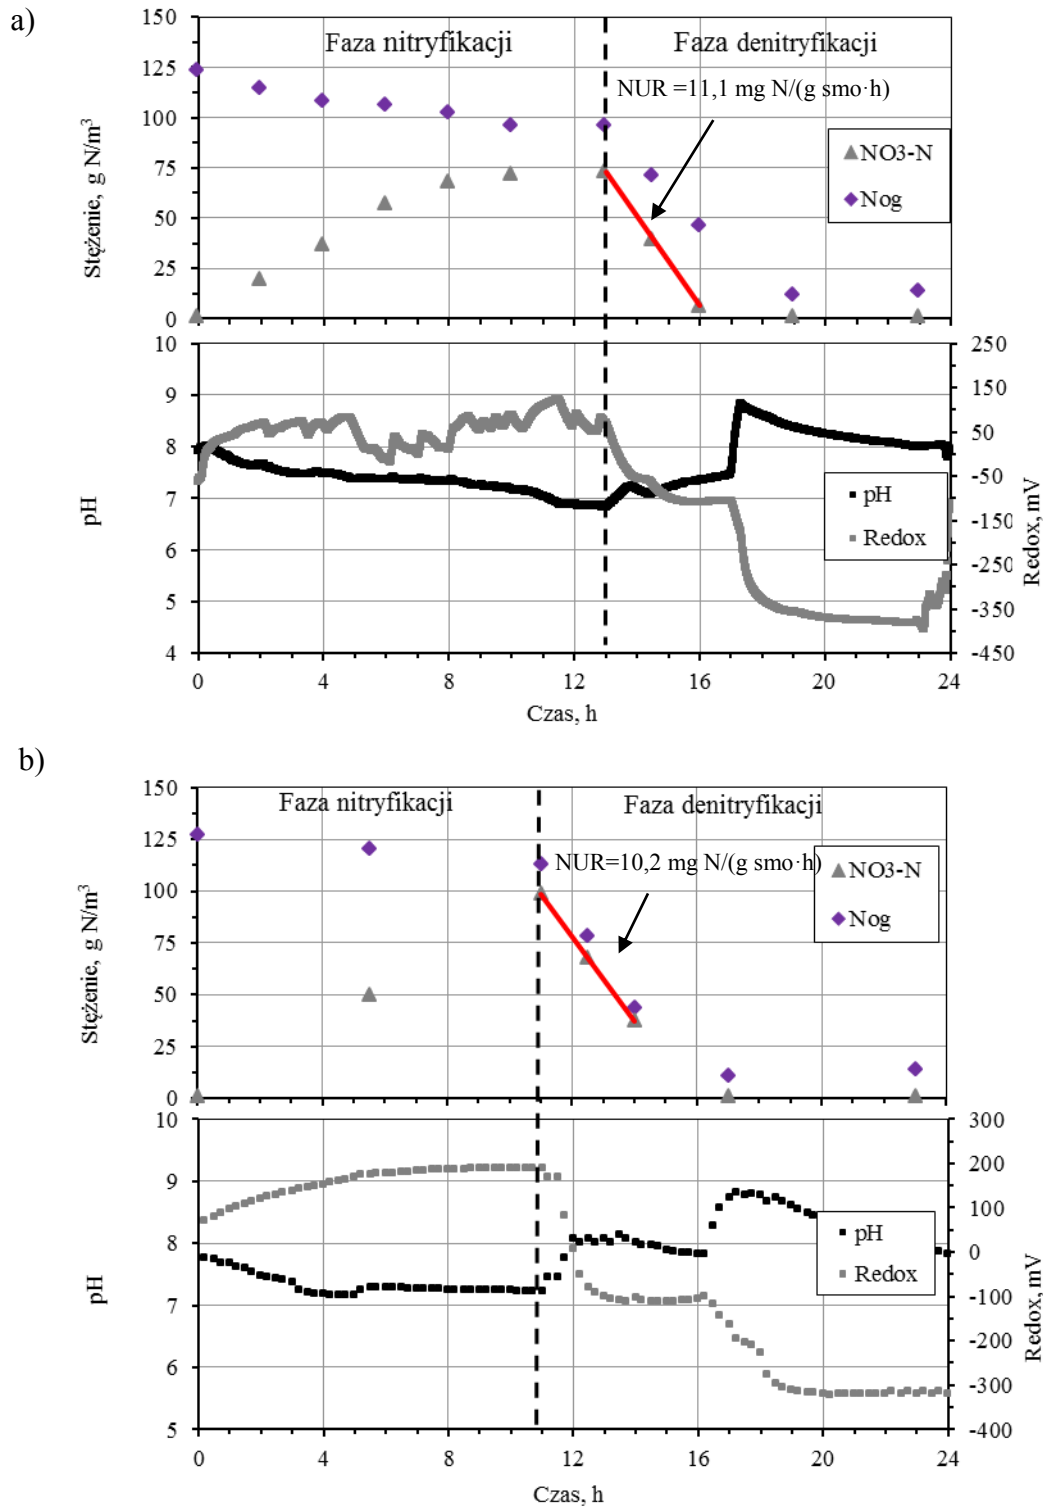 a)
150
125
100
75
50
25
0
Stężenie, g N/m³
Faza nitryfikacji
Faza denitryfikacji
NUR =11,1 mg N/(g smo·h)
NO3-N
Nog
10
9
8
7
6
5
4
pH
250
150
50
-50
-150
-250
-350
-450
Redox, mV
pH
Redox
0 4 8 12 16 20 24
Czas, h
b)
150
125
100
75
50
25
0
Stężenie, g N/m³
Faza nitryfikacji
Faza denitryfikacji
NUR=10,2 mg N/(g smo·h)
NO3-N
Nog
10
9
8
7
6
5
pH
300
200
100
0
-100
-200
-300
-400
Redox, mV
pH
Redox
0 4 8 12 16 20 24
Czas, h